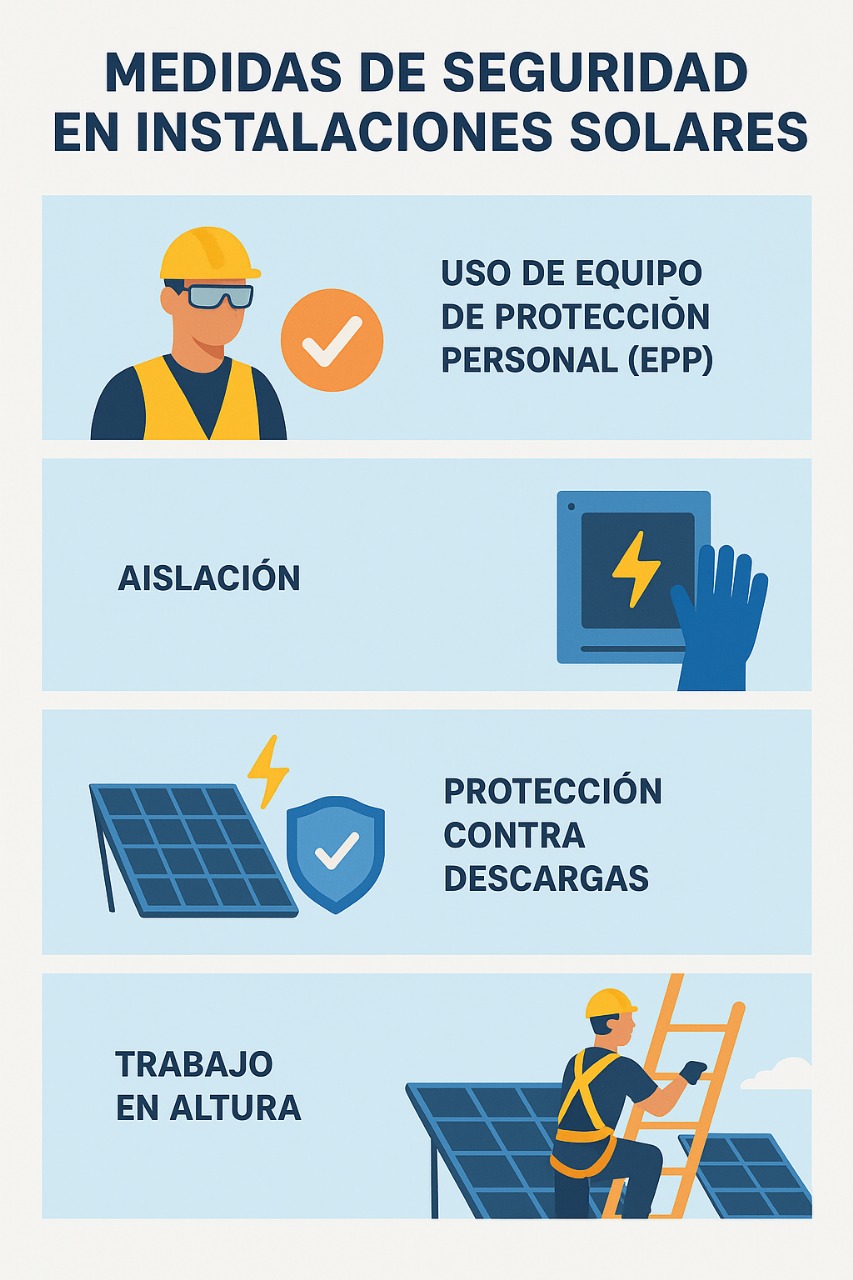 MEDIDAS DE SEGURIDAD
EN INSTALACIONES SOLARES
USO DE EQUIPO
DE PROTECCIÓN
PERSONAL (EPP)
AISLACIÓN
PROTECCIÓN
CONTRA
DESCARGAS
TRABAJO
EN ALTURA